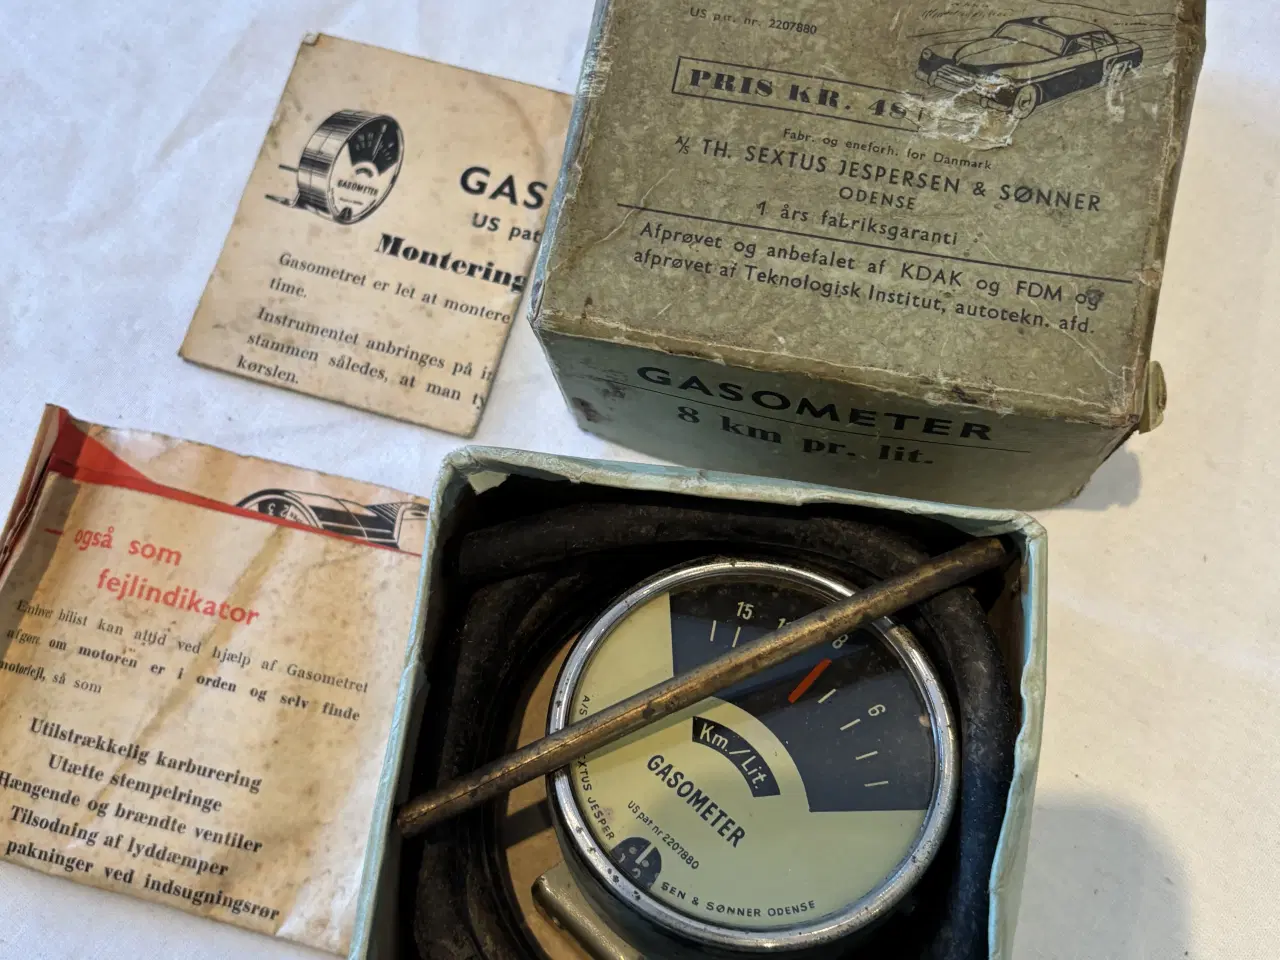 US pat. nr. 2207880
PRIS KR. 48
Fabr. og eneforh. for Danmark
A/S TH. SEXTUS JESPERSEN & SØNNER
ODENSE
1 års fabriksgaranti
Afprøvet og anbefalet af KDAK og FDM og
afprøvet af Teknologisk Institut, autotekn. afd.
GASOMETER
8 km pr. lit.
GASOMETER
GAS
US pat
Montering
Gasometret er let at montere
time.
Instrumentet anbringes på
stammen således, at man
kørslen.
også som
fejlindikator
Enhver bilist kan altid ved hjælp af Gasometret
afgøre om motoren er i orden og selv finde
motorfejl, så som
Utilstrækkelig karburering
Utætte stempelringe
Hængende og brændte ventiler
Tilsodning af lyddæmper
pakninger ved indsugningsrør
15
8
6
Km./Lit.
GASOMETER
US pat. nr 2207880
A/S
EXTUS JESPER
SEN & SØNNER ODENSE